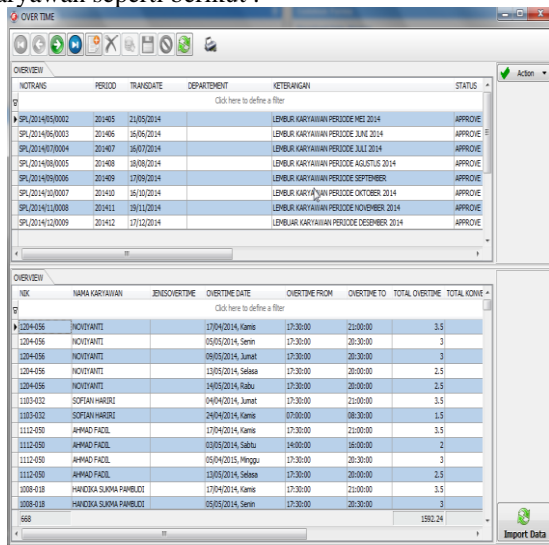 aryawan seperti berikut :
OVER TIME
OVERVIEW
Action
NOTRANS PERIOD TRANSDATE DEPARTEMENT KETERANGAN STATUS
Click here to define a filter
SPL/2014/05/0002 201405 21/05/2014 LEMBUR KARYAWAN PERIODE MEI 2014 APPROVE
SPL/2014/06/0003 201406 16/06/2014 LEMBUR KARYAWAN PERIODE JUNI 2014 APPROVE
SPL/2014/07/0004 201407 16/07/2014 LEMBUR KARYAWAN PERIODE JULI 2014 APPROVE
SPL/2014/08/0005 201408 18/08/2014 LEMBUR KARYAWAN PERIODE AGUSTUS 2014 APPROVE
SPL/2014/09/0006 201409 17/09/2014 LEMBUR KARYAWAN PERIODE SEPTEMBER APPROVE
SPL/2014/10/0007 201410 16/10/2014 LEMBUR KARYAWAN PERIODE OKTOBER 2014 APPROVE
SPL/2014/11/0008 201411 19/11/2014 LEMBUR KARYAWAN PERIODE NOVEMBER 2014 APPROVE
SPL/2014/12/0009 201412 17/12/2014 LEMBUAR KARYAWAN PERIODE DESEMBER 2014 APPROVE
OVERVIEW
NIK NAMA KARYAWAN JENISOVERTIME OVERTIME DATE OVERTIME FROM OVERTIME TO TOTAL OVERTIME TOTAL KONVE
Click here to define a filter
1204-056 NOVIYANTI 17/04/2014, Kamis 17:30:00 21:00:00 3.5
1204-056 NOVIYANTI 05/05/2014, Senin 17:30:00 20:30:00 3
1204-056 NOVIYANTI 09/05/2014, Jumat 17:30:00 20:30:00 3
1204-056 NOVIYANTI 13/05/2014, Selasa 17:30:00 20:00:00 2.5
1204-056 NOVIYANTI 14/05/2014, Rabu 17:30:00 20:00:00 2.5
1103-032 SOFIAN HARIRI 04/04/2014, Jumat 17:30:00 21:00:00 3.5
1103-032 SOFIAN HARIRI 24/04/2014, Kamis 07:00:00 08:30:00 1.5
1112-050 AHMAD FADIL 17/04/2014, Kamis 17:30:00 21:00:00 3.5
1112-050 AHMAD FADIL 03/05/2014, Sabtu 14:00:00 16:00:00 2
1112-050 AHMAD FADIL 04/05/2015, Minggu 17:30:00 20:30:00 3
1112-050 AHMAD FADIL 13/05/2014, Selasa 17:30:00 20:00:00 2.5
1008-018 HANDIKA SUKMA PAMBUDI 17/04/2014, Kamis 17:30:00 21:00:00 3.5
1008-018 HANDIKA SUKMA PAMBUDI 05/05/2014, Senin 17:30:00 20:30:00 3
668 1592.24
Import Data